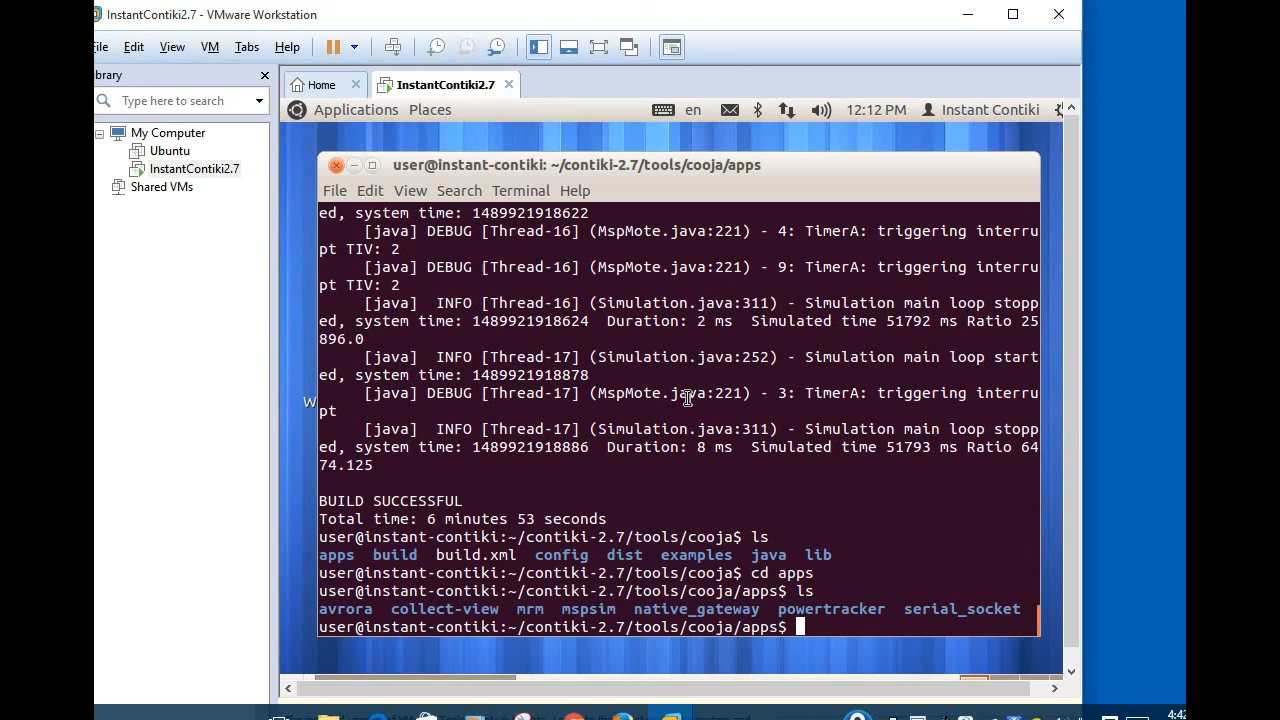 InstantContiki2.7 - VMware Workstation
File Edit View VM Tabs Help
ibrary
Type here to search
My Computer
Ubuntu
InstantContiki2.7
Shared VMs
Home InstantContiki2.7
Applications Places en 12:12 PM Instant Contiki
user@instant-contiki: ~/contiki-2.7/tools/cooja/apps
File Edit View Search Terminal Help
ed, system time: 1489921918622
[java] DEBUG [Thread-16] (MspMote.java:221) - 4: TimerA: triggering interru
pt TIV: 2
[java] DEBUG [Thread-16] (MspMote.java:221) - 9: TimerA: triggering interru
pt TIV: 2
[java]  INFO [Thread-16] (Simulation.java:311) - Simulation main loop stopp
ed, system time: 1489921918624  Duration: 2 ms  Simulated time 51792 ms Ratio 25
896.0
[java]  INFO [Thread-17] (Simulation.java:252) - Simulation main loop start
ed, system time: 1489921918878
[java] DEBUG [Thread-17] (MspMote.java:221) - 3: TimerA: triggering interru
pt
[java]  INFO [Thread-17] (Simulation.java:311) - Simulation main loop stopp
ed, system time: 1489921918886  Duration: 8 ms  Simulated time 51793 ms Ratio 64
74.125
BUILD SUCCESSFUL
Total time: 6 minutes 53 seconds
user@instant-contiki:~/contiki-2.7/tools/cooja$ ls
apps  build  build.xml  config  dist  examples  java  lib
user@instant-contiki:~/contiki-2.7/tools/cooja$ cd apps
user@instant-contiki:~/contiki-2.7/tools/cooja/apps$ ls
avrora  collect-view  mrm  mspsim  native_gateway  powertracker  serial_socket
user@instant-contiki:~/contiki-2.7/tools/cooja/apps$
W